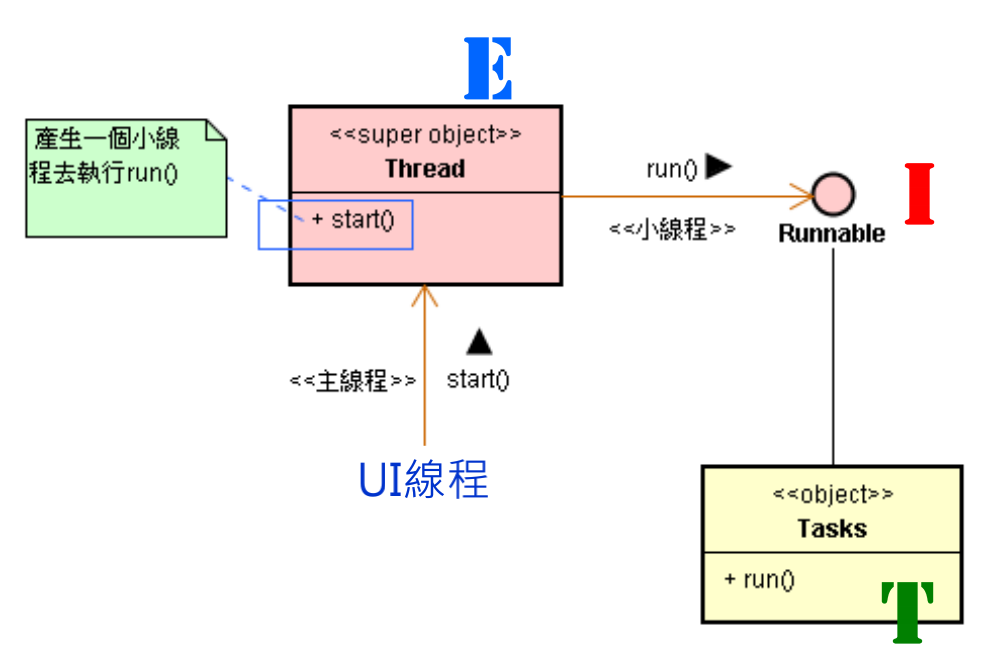 E
產生一個小線
程去執行run()
<<super object>>
Thread
+ start()
run() ▶
<<小線程>>
I
Runnable
▲
<<主線程>>
start()
UI線程
<<object>>
Tasks
+ run()
T